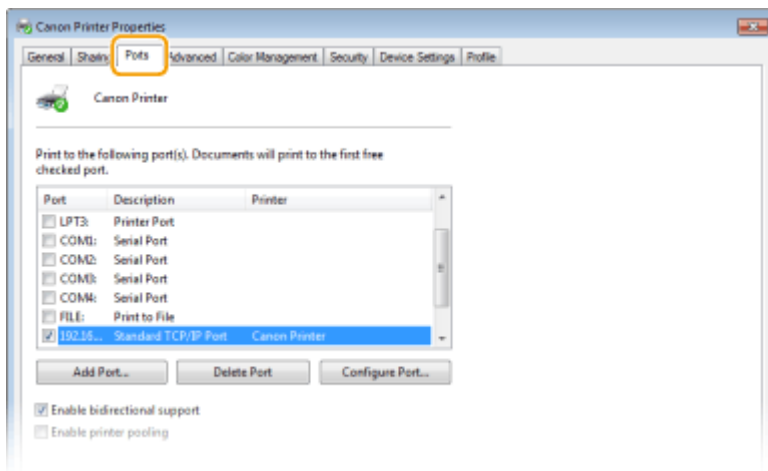 Canon Printer Properties
General Sharing Ports Advanced Color Management Security Device Settings Profile
Canon Printer
Print to the following port(s). Documents will print to the first free
checked port.
Port Description Printer
LPT3: Printer Port
COM1: Serial Port
COM2: Serial Port
COM3: Serial Port
COM4: Serial Port
FILE: Print to File
192.16... Standard TCP/IP Port Canon Printer
Add Port... Delete Port Configure Port...
Enable bidirectional support
Enable printer pooling